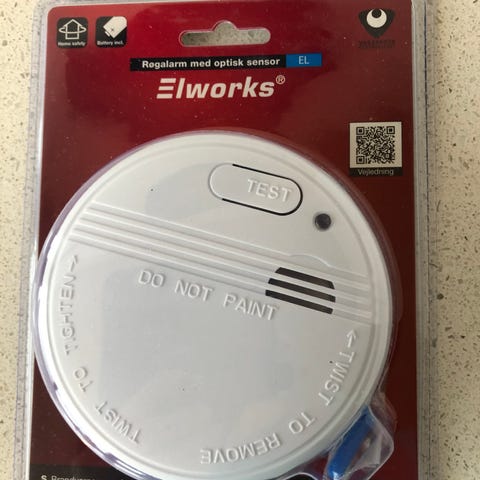 Home safety
Battery incl.
Røgalarm med optisk sensor EL
Elworks®
Vejledning
TEST
DO NOT PAINT
TWIST TO TIGHTEN ->
<- TWIST TO REMOVE
S